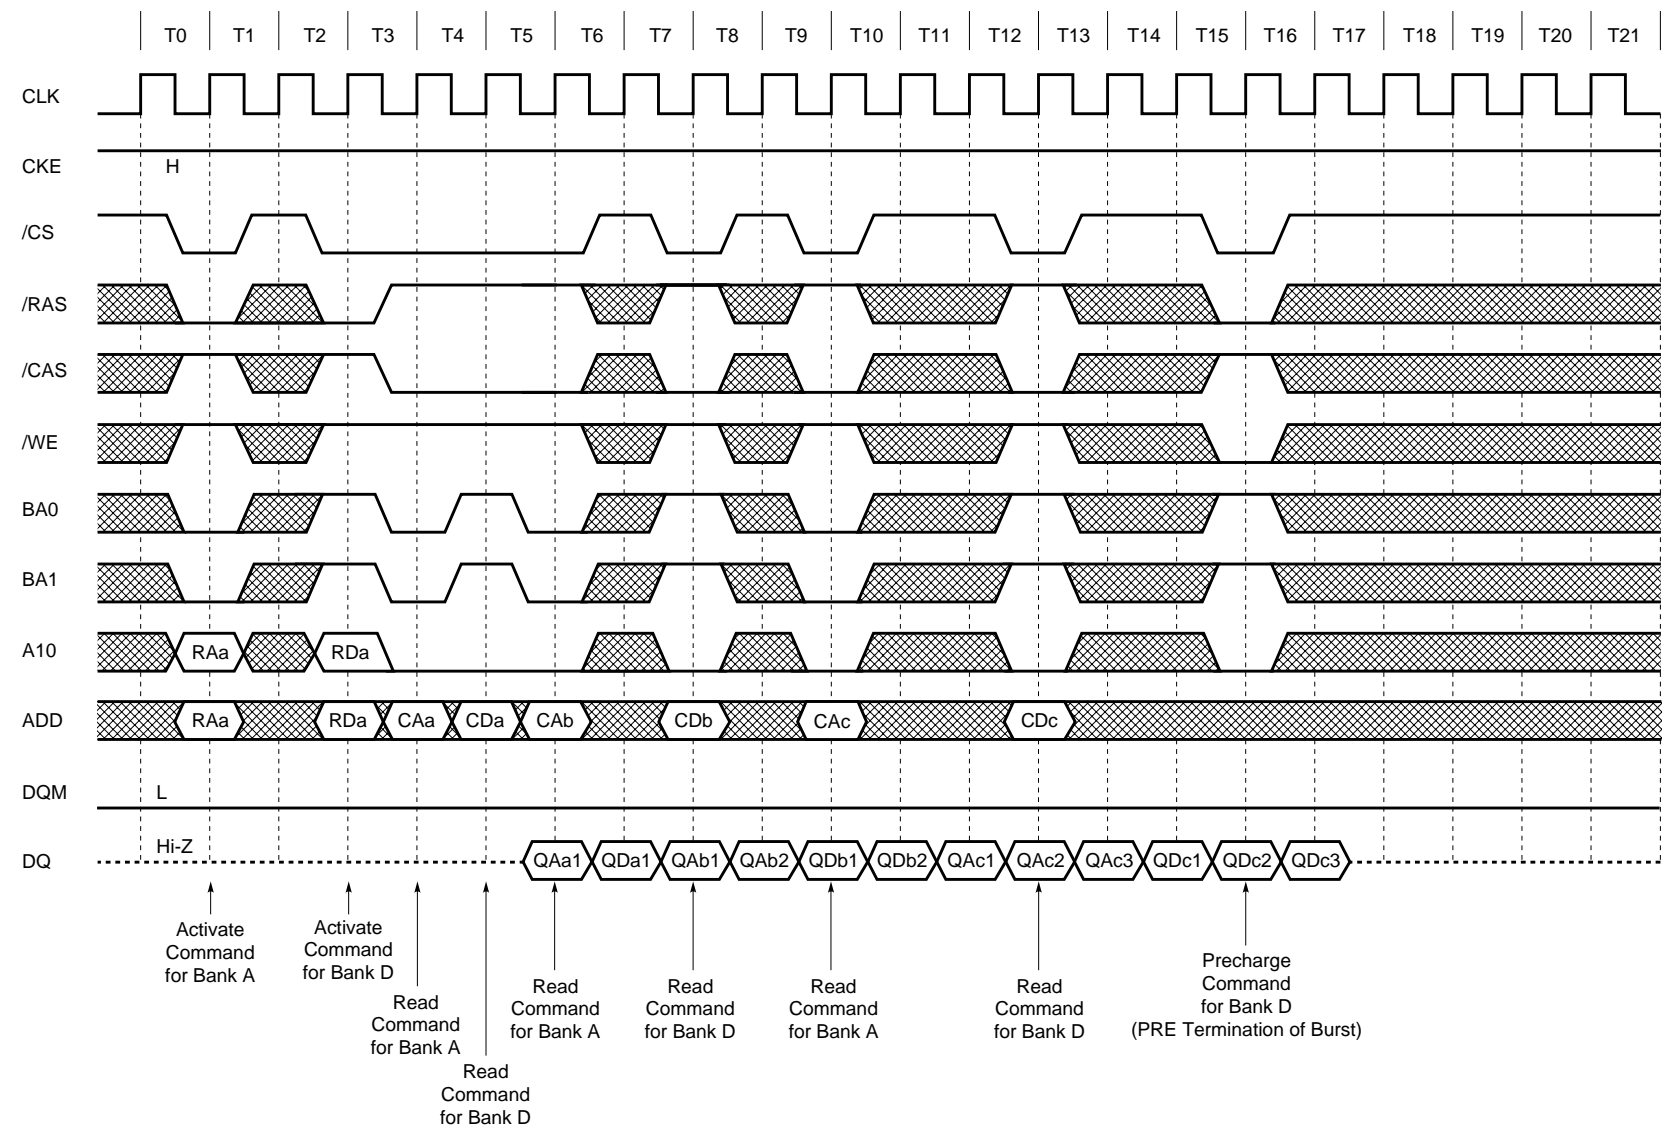 T0 T1 T2 T3 T4 T5 T6 T7 T8 T9 T10 T11 T12 T13 T14 T15 T16 T17 T18 T19 T20 T21
CLK
CKE H
/CS
/RAS
/CAS
/WE
BA0
BA1
A10 RAa RDa
ADD RAa RDa CAa CDa CAb CDb CAc CDc
DQM L
Hi-Z
DQ QAa1 QDa1 QAb1 QAb2 QDb1 QDb2 QAc1 QAc2 QAc3 QDc1 QDc2 QDc3
Activate
Command
for Bank A
Activate
Command
for Bank D
Read
Command
for Bank A
Read
Command
for Bank D
Read
Command
for Bank A
Read
Command
for Bank D
Read
Command
for Bank A
Read
Command
for Bank D
Precharge
Command
for Bank D
(PRE Termination of Burst)